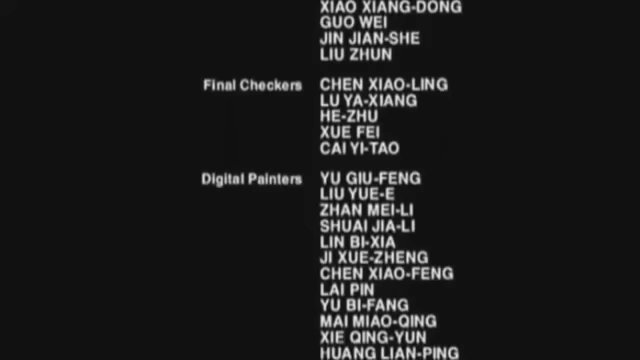 XIAO XIANG-DONG
GUO WEI
JIN JIAN-SHE
LIU ZHUN
Final Checkers CHEN XIAO-LING
LU YA-XIANG
HE-ZHU
XUE FEI
CAI YI-TAO
Digital Painters YU GIU-FENG
LIU YUE-E
ZHAN MEI-LI
SHUAI JIA-LI
LIN BI-XIA
JI XUE-ZHENG
CHEN XIAO-FENG
LAI PIN
YU BI-FANG
MAI MIAO-QING
XIE QING-YUN
HUANG LIAN-PING